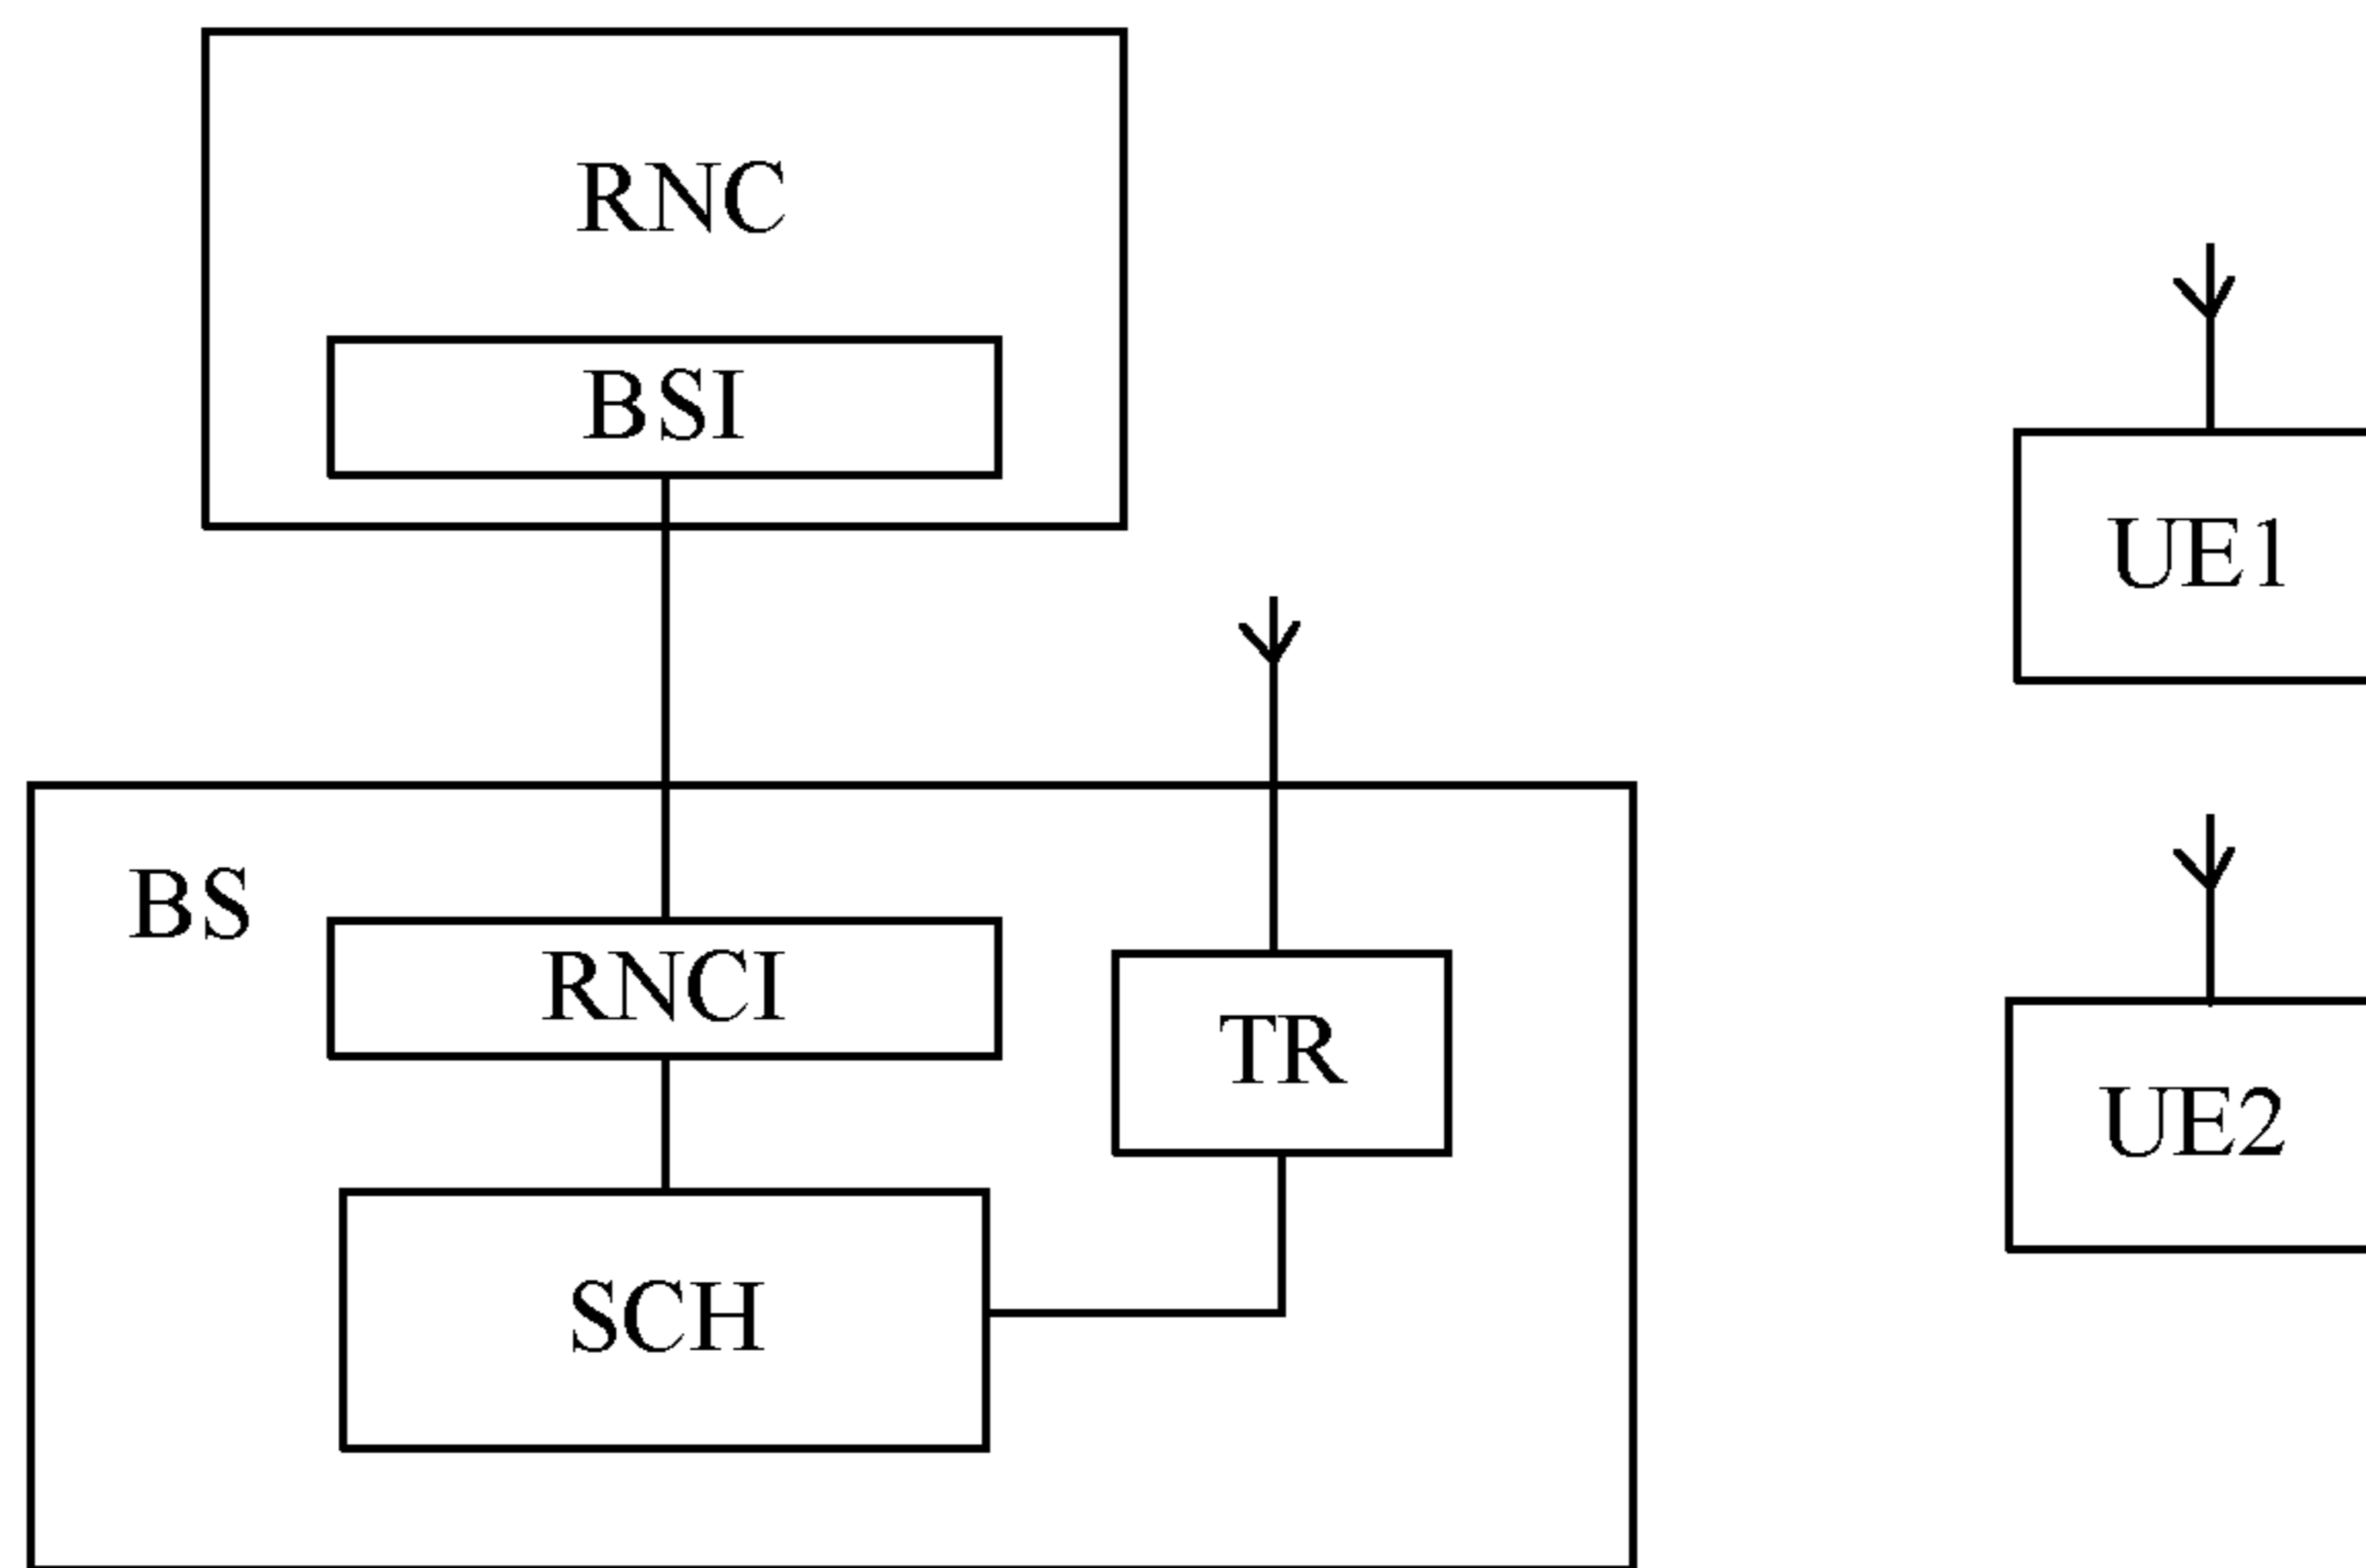 RNC
BSI
UE1
BS
RNCI
TR
UE2
SCH